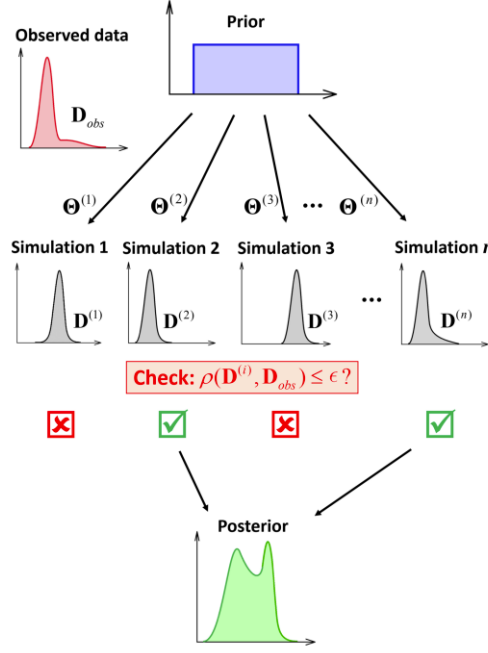 Observed data
Prior
D_obs
Θ^(1) Θ^(2) Θ^(3) ... Θ^(n)
Simulation 1 Simulation 2 Simulation 3 Simulation n
D^(1) D^(2) D^(3) ... D^(n)
Check: ρ(D^(i), D_obs) ≤ ϵ ?
Posterior